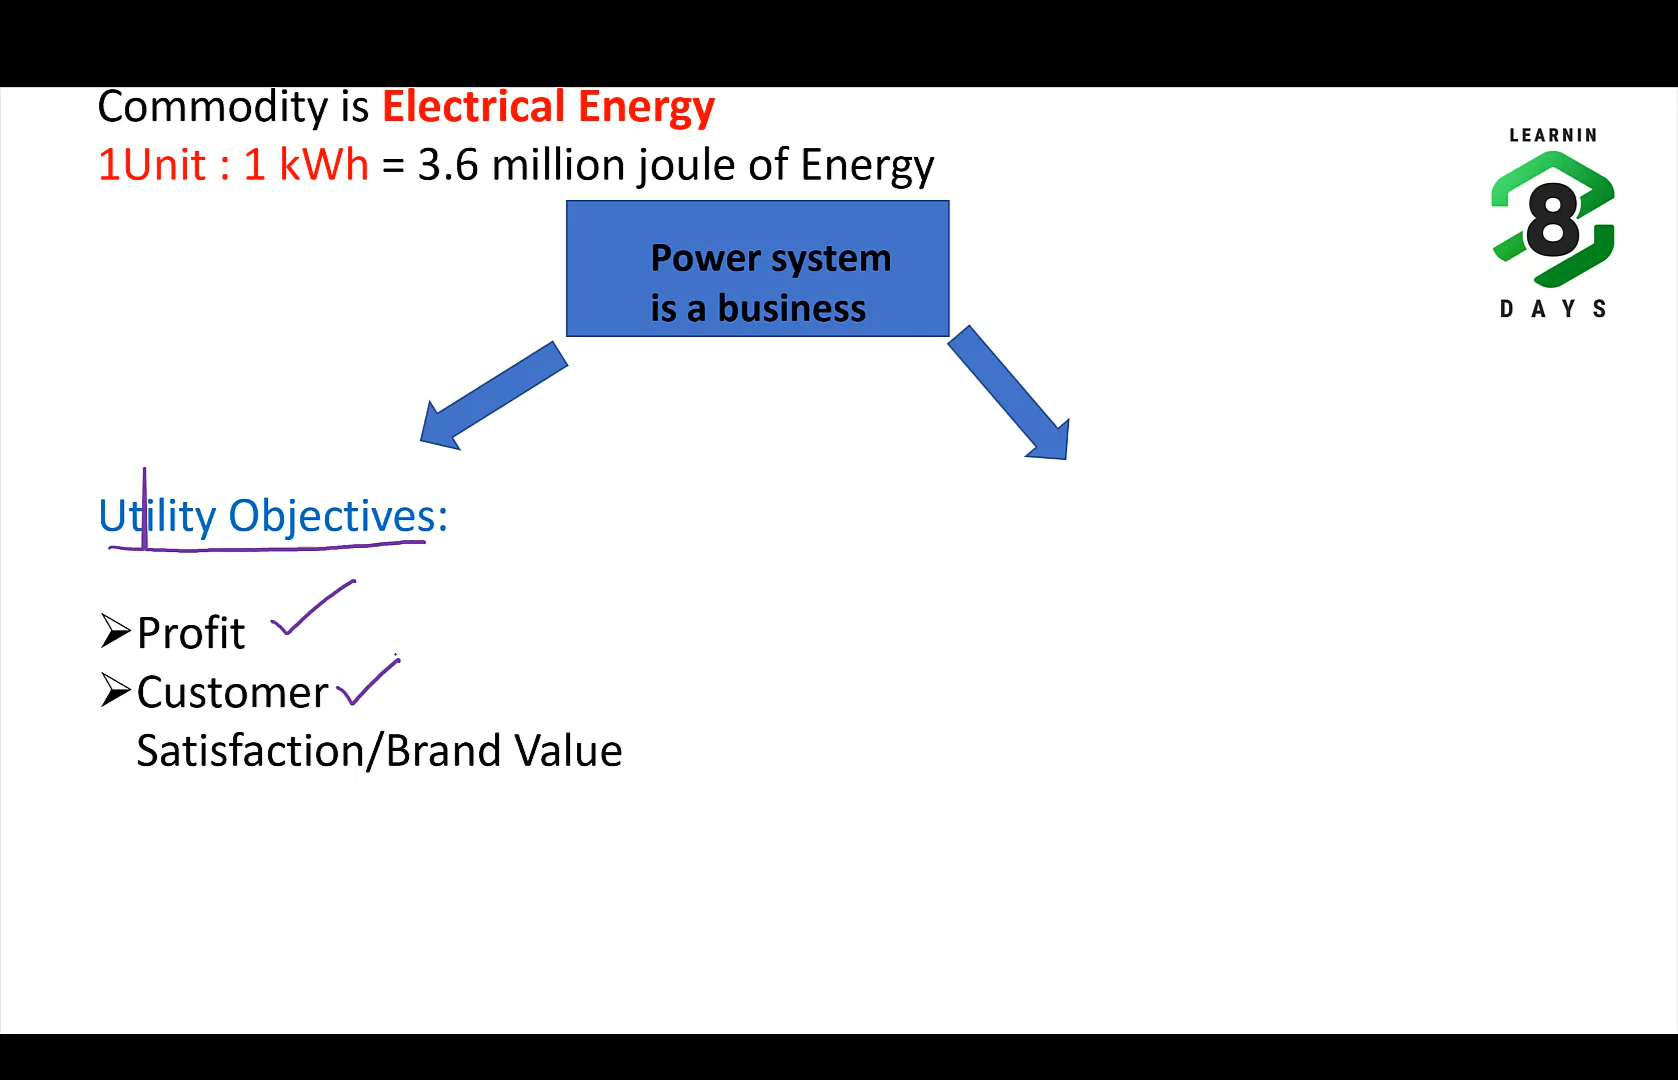 Commodity is Electrical Energy
1Unit : 1 kWh = 3.6 million joule of Energy
LEARNIN
8
DAYS
Power system
is a business
Utility Objectives:
➢Profit
➢Customer
Satisfaction/Brand Value